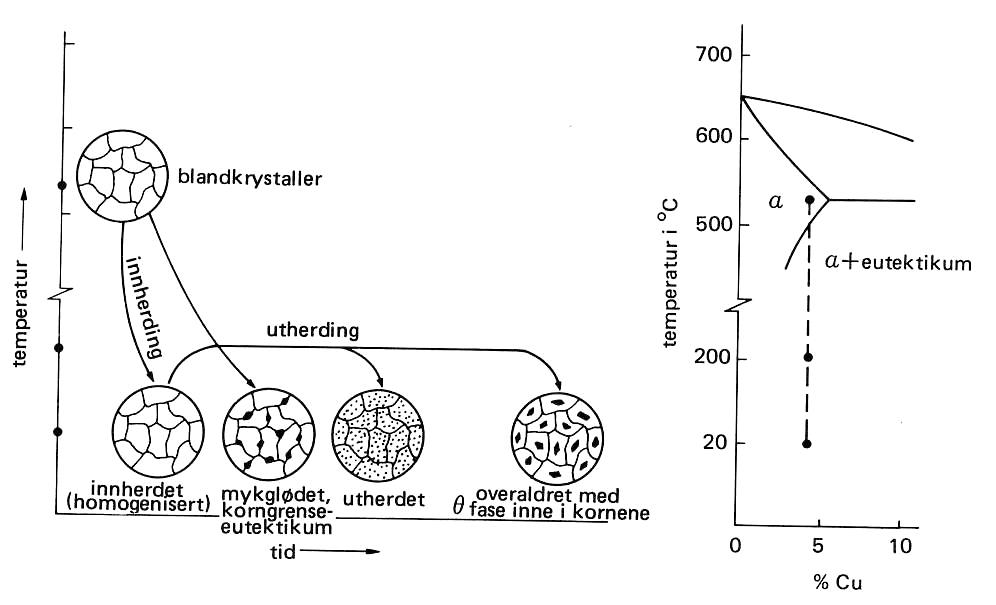 temperatur
blandkrystaller
innherding
utherding
innherdet
(homogenisert)
mykglødet,
korngrense-
eutektikum
utherdet
overaldret med
θ fase inne i kornene
tid
temperatur i °C
700
600
500
200
20
a
a+eutektikum
0
5
10
% Cu